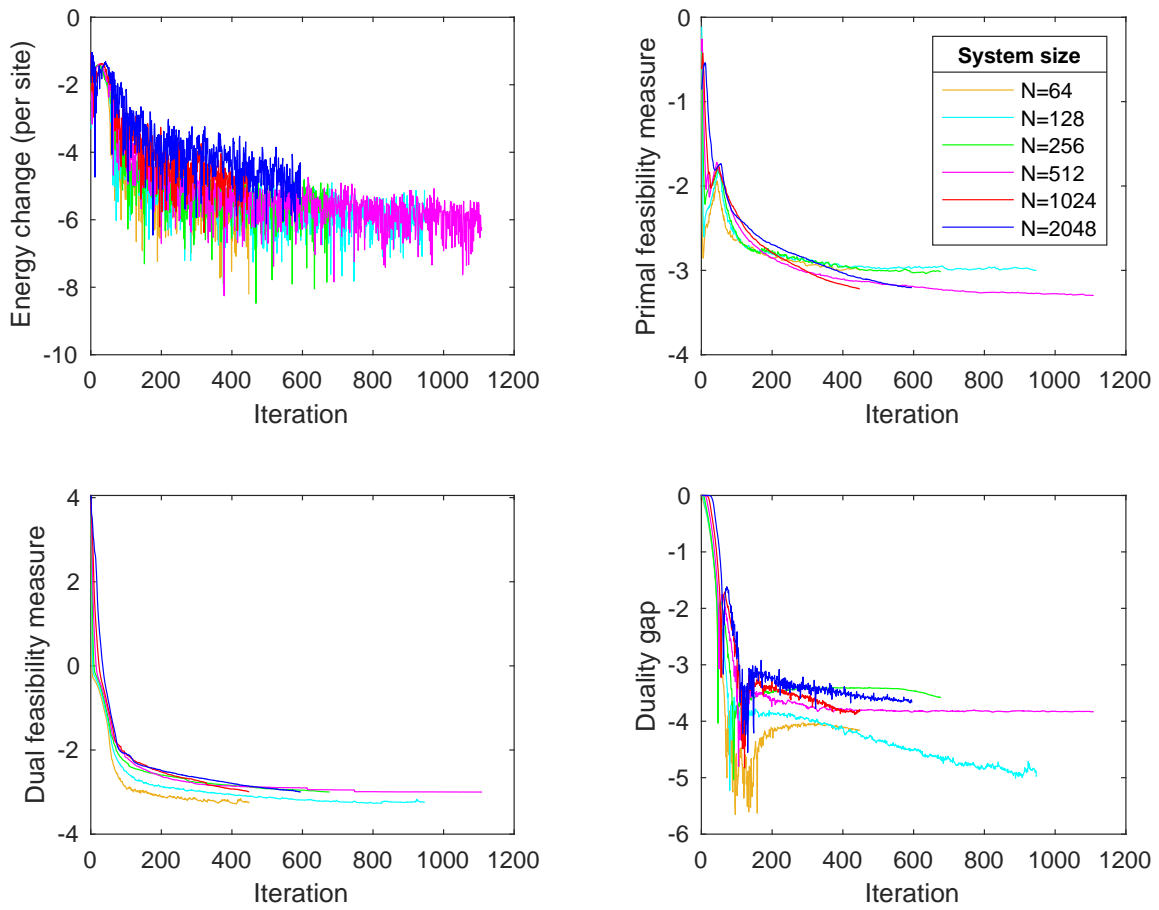 0
-2
-4
-6
-8
-10
0 200 400 600 800 1000 1200
Iteration
Energy change (per site)
0
-1
-2
-3
-4
0 200 400 600 800 1000 1200
Iteration
Primal feasibility measure
System size
N=64
N=128
N=256
N=512
N=1024
N=2048
4
2
0
-2
-4
0 200 400 600 800 1000 1200
Iteration
Dual feasibility measure
0
-1
-2
-3
-4
-5
-6
0 200 400 600 800 1000 1200
Iteration
Duality gap